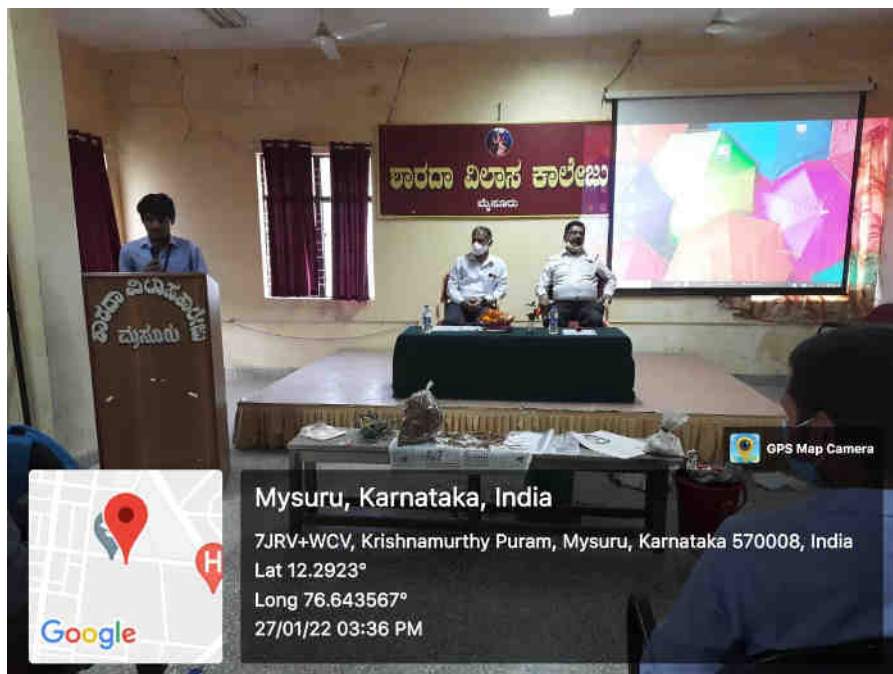 ಶಾರದಾ ವಿಲಾಸ ಕಾಲೇಜು
ಮೈಸೂರು
ಶಾರದಾ ವಿಲಾಸ ಕಾಲೇಜು
ಮೈಸೂರು
GPS Map Camera
Mysuru, Karnataka, India
7JRV+WCV, Krishnamurthy Puram, Mysuru, Karnataka 570008, India
Lat 12.2923°
Long 76.643567°
27/01/22 03:36 PM
H
Google